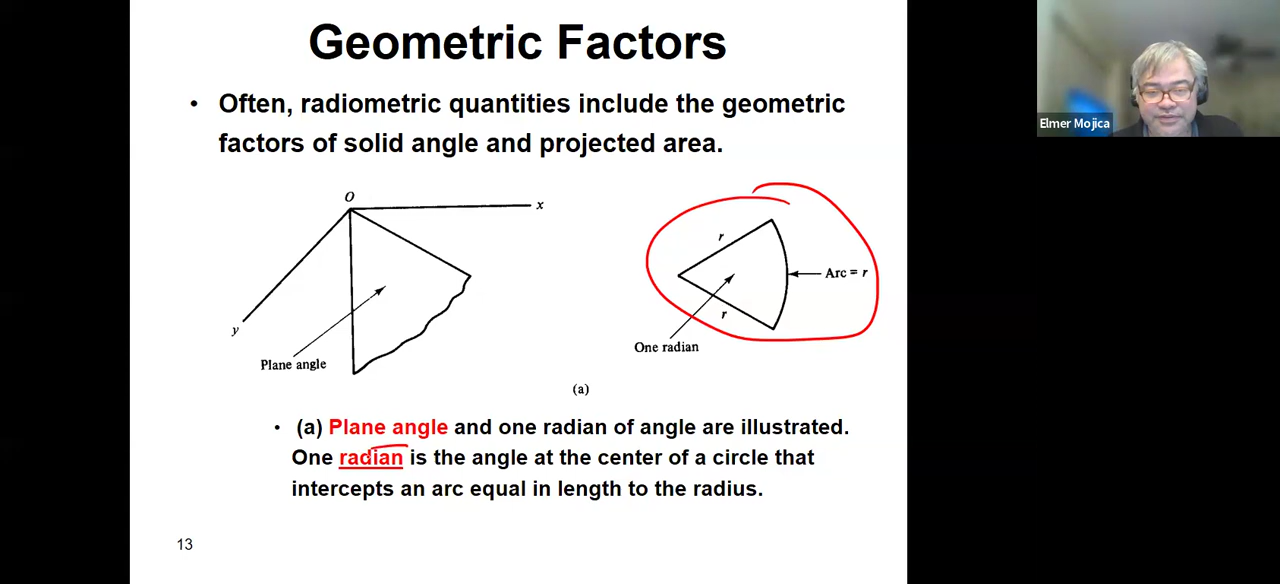 Geometric Factors
• Often, radiometric quantities include the geometric
factors of solid angle and projected area.
O
x
y
Plane angle
r
r
Arc = r
One radian
(a)
• (a) Plane angle and one radian of angle are illustrated.
One radian is the angle at the center of a circle that
intercepts an arc equal in length to the radius.
13
Elmer Mojica